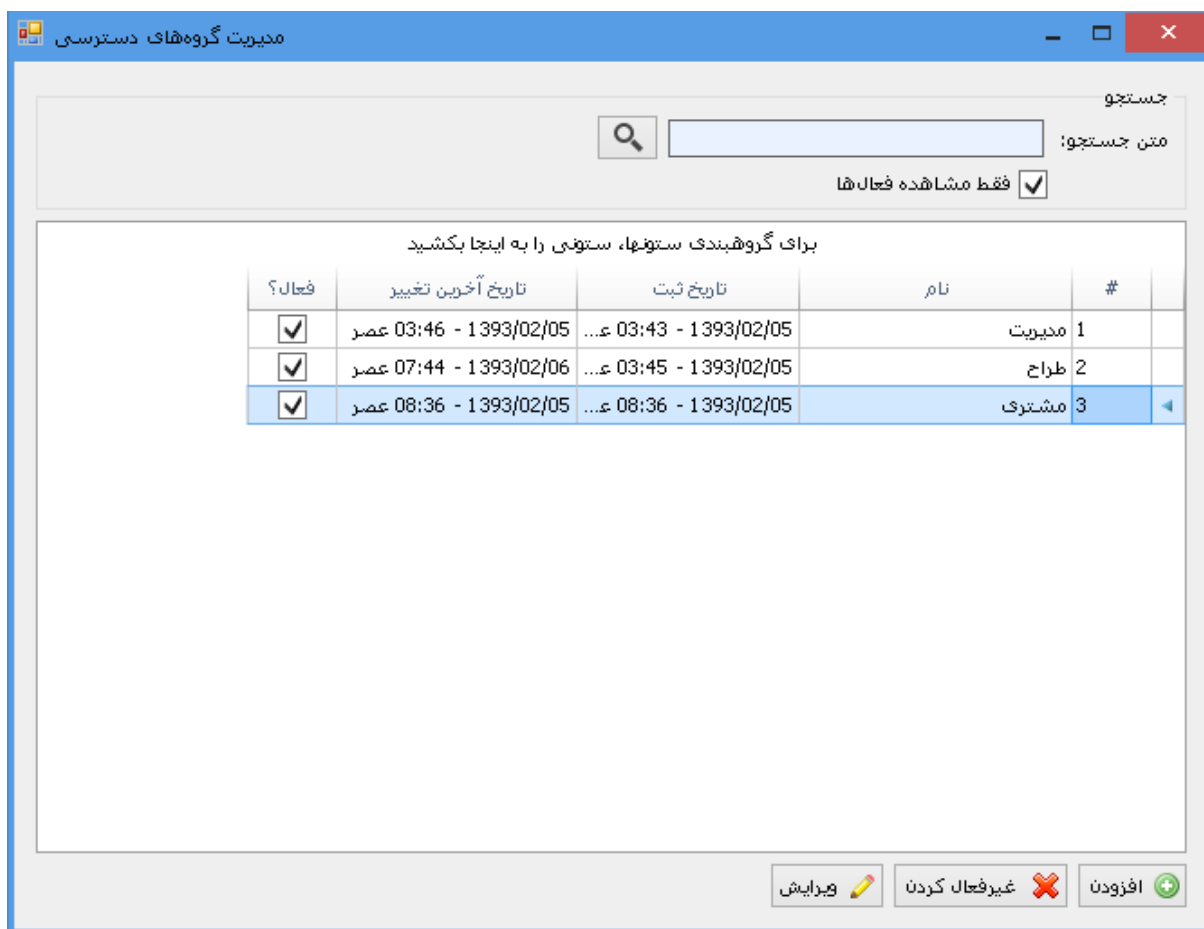 مدیریت گروه‌های دسترسی
جستجو
متن جستجو:
فقط مشاهده فعال‌ها
برای گروهبندی ستونها، ستونی را به اینجا بکشید
# نام تاریخ ثبت تاریخ آخرین تغییر فعال؟
1 مدیریت 1393/02/05 - 03:43 ع... 1393/02/05 - 03:46 عصر
2 طراح 1393/02/05 - 03:45 ع... 1393/02/06 - 07:44 عصر
3 مشتری 1393/02/05 - 08:36 ع... 1393/02/05 - 08:36 عصر
افزودن غیرفعال کردن ویرایش